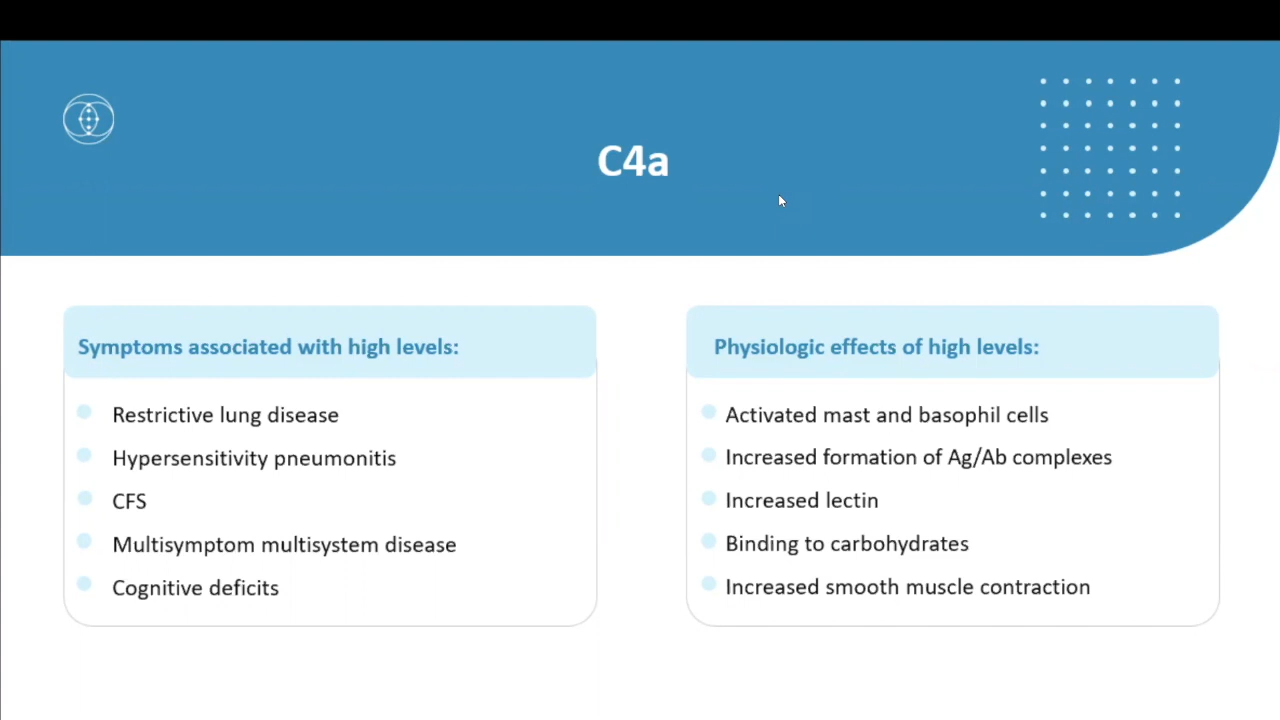 C4a
Symptoms associated with high levels:
Restrictive lung disease
Hypersensitivity pneumonitis
CFS
Multisymptom multisystem disease
Cognitive deficits
Physiologic effects of high levels:
Activated mast and basophil cells
Increased formation of Ag/Ab complexes
Increased lectin
Binding to carbohydrates
Increased smooth muscle contraction